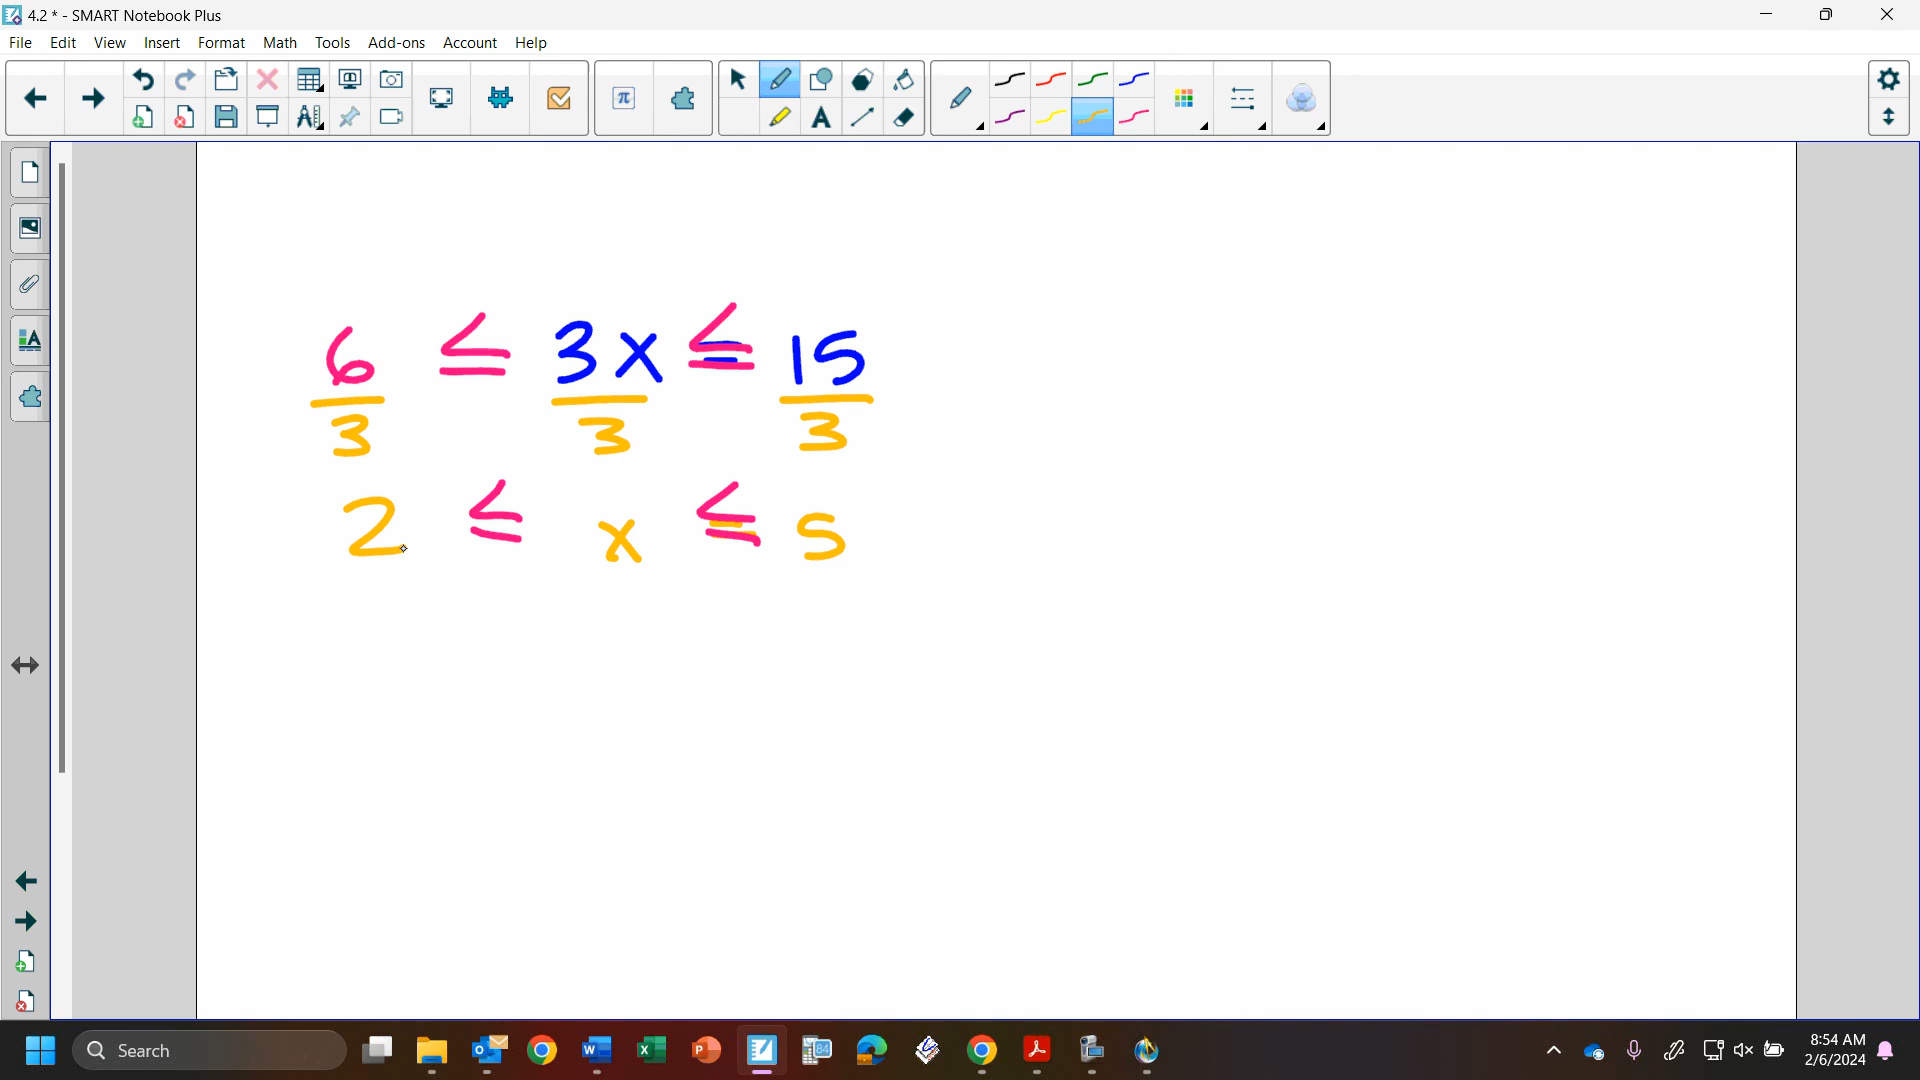 4.2 * - SMART Notebook Plus
File Edit View Insert Format Math Tools Add-ons Account Help
6 ≤ 3x ≤ 15
3 3 3
2 ≤ x ≤ 5
Search
8:54 AM
2/6/2024